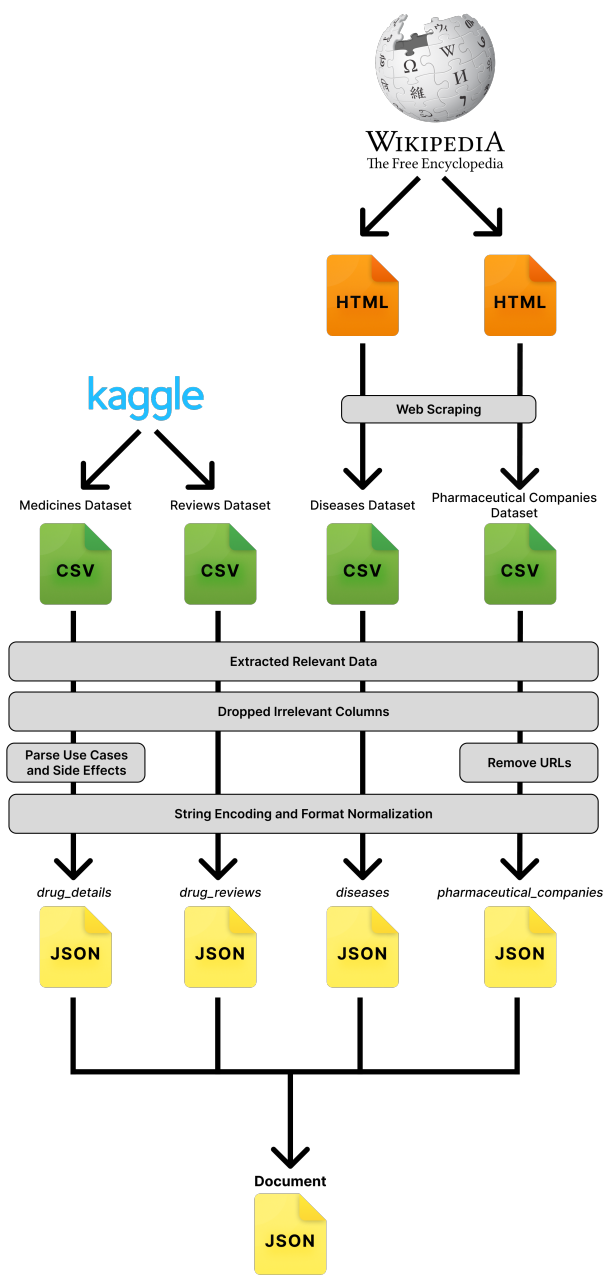 Ω
W
И
維
WIKIPEDIA
The Free Encyclopedia
HTML
HTML
Web Scraping
kaggle
Medicines Dataset
Reviews Dataset
Diseases Dataset
Pharmaceutical Companies
Dataset
CSV
CSV
CSV
CSV
Extracted Relevant Data
Dropped Irrelevant Columns
Parse Use Cases
and Side Effects
Remove URLs
String Encoding and Format Normalization
drug_details
drug_reviews
diseases
pharmaceutical_companies
JSON
JSON
JSON
JSON
Document
JSON